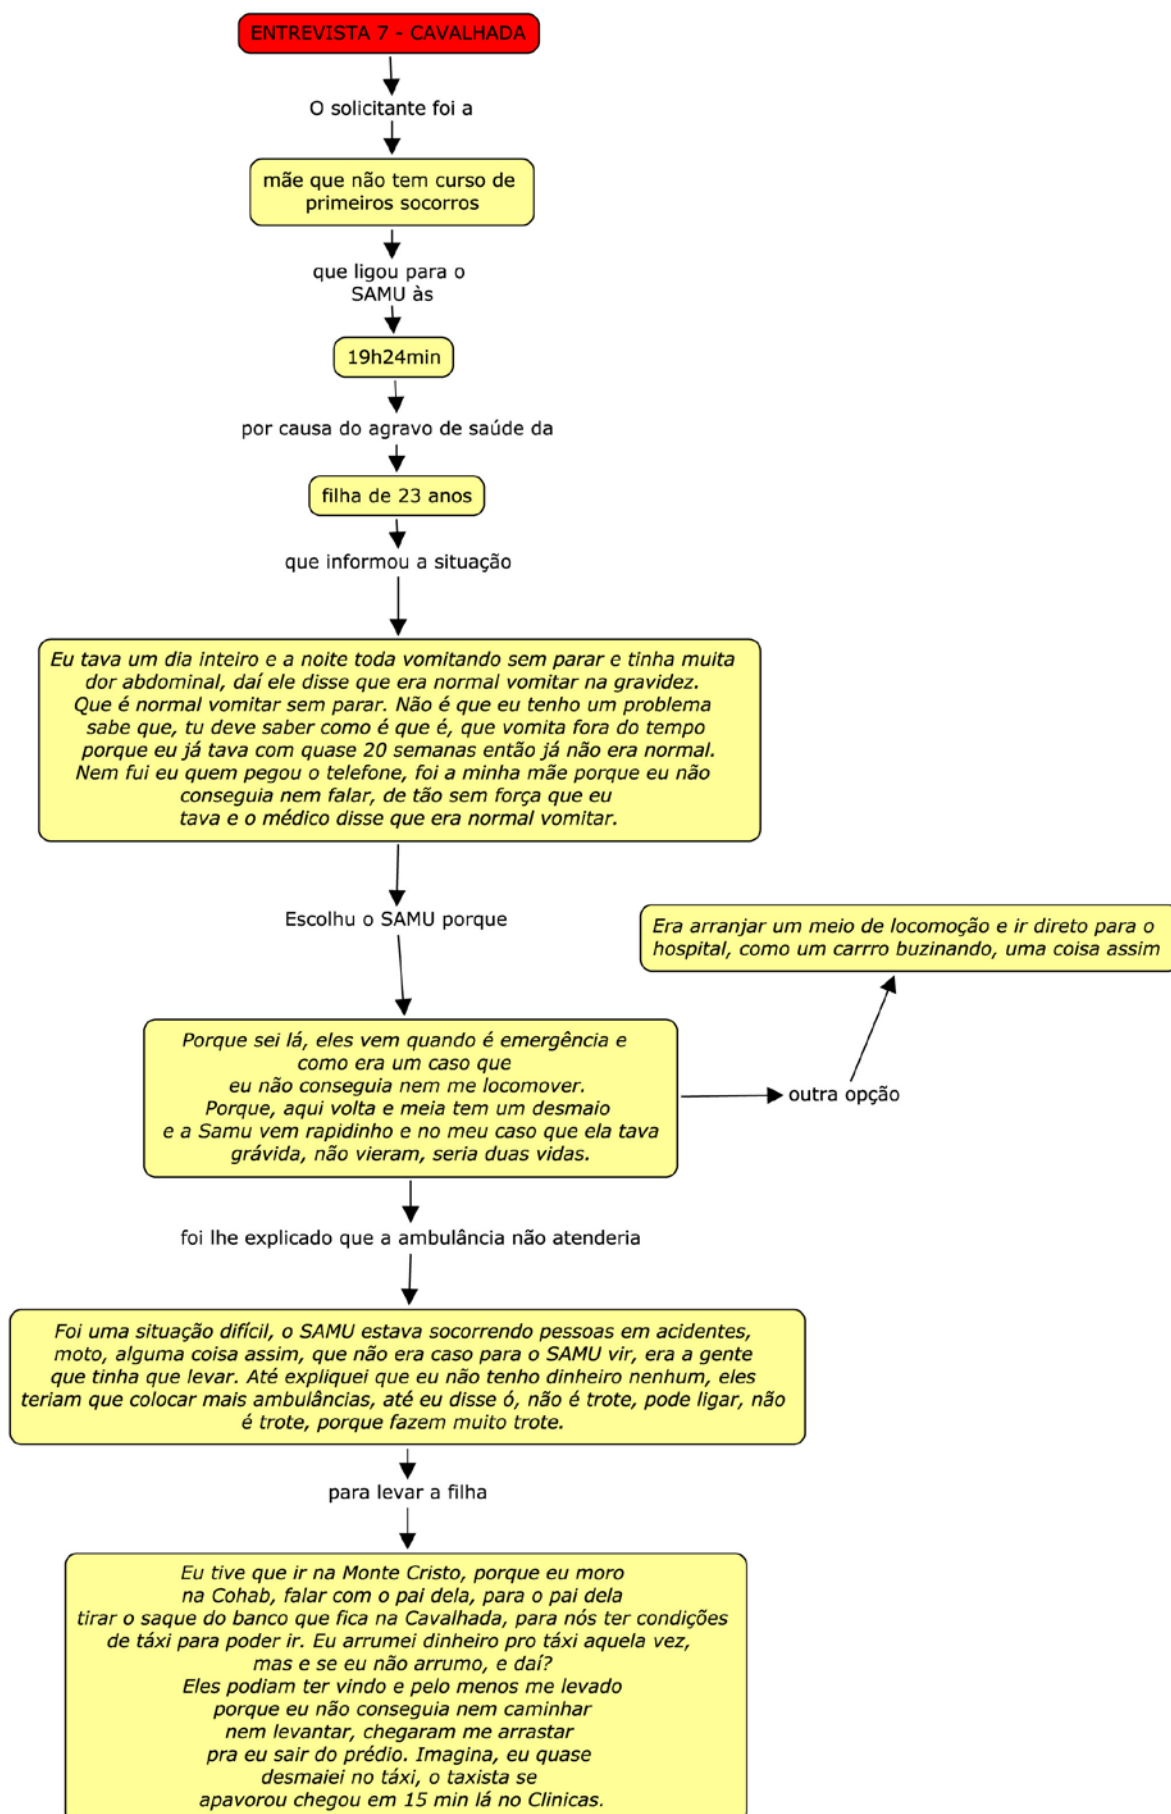 ENTREVISTA 7 - CAVALHADA
O solicitante foi a
mãe que não tem curso de
primeiros socorros
que ligou para o
SAMU às
19h24min
por causa do agravo de saúde da
filha de 23 anos
que informou a situação
Eu tava um dia inteiro e a noite toda vomitando sem parar e tinha muita
dor abdominal, daí ele disse que era normal vomitar na gravidez.
Que é normal vomitar sem parar. Não é que eu tenho um problema
sabe que, tu deve saber como é que é, que vomita fora do tempo
porque eu já tava com quase 20 semanas então já não era normal.
Nem fui eu quem pegou o telefone, foi a minha mãe porque eu não
conseguia nem falar, de tão sem força que eu
tava e o médico disse que era normal vomitar.
Escolhu o SAMU porque
Porque sei lá, eles vem quando é emergência e
como era um caso que
eu não conseguia nem me locomover.
Porque, aqui volta e meia tem um desmaio
e a Samu vem rapidinho e no meu caso que ela tava
grávida, não vieram, seria duas vidas.
outra opção
Era arranjar um meio de locomoção e ir direto para o
hospital, como um carrro buzinando, uma coisa assim
foi lhe explicado que a ambulância não atenderia
Foi uma situação difícil, o SAMU estava socorrendo pessoas em acidentes,
moto, alguma coisa assim, que não era caso para o SAMU vir, era a gente
que tinha que levar. Até expliquei que eu não tenho dinheiro nenhum, eles
teriam que colocar mais ambulâncias, até eu disse ó, não é trote, pode ligar, não
é trote, porque fazem muito trote.
para levar a filha
Eu tive que ir na Monte Cristo, porque eu moro
na Cohab, falar com o pai dela, para o pai dela
tirar o saque do banco que fica na Cavalhada, para nós ter condições
de táxi para poder ir. Eu arrumei dinheiro pro táxi aquela vez,
mas e se eu não arrumo, e daí?
Eles podiam ter vindo e pelo menos me levado
porque eu não conseguia nem caminhar
nem levantar, chegaram me arrastar
pra eu sair do prédio. Imagina, eu quase
desmaiei no táxi, o taxista se
apavorou chegou em 15 min lá no Clinicas.